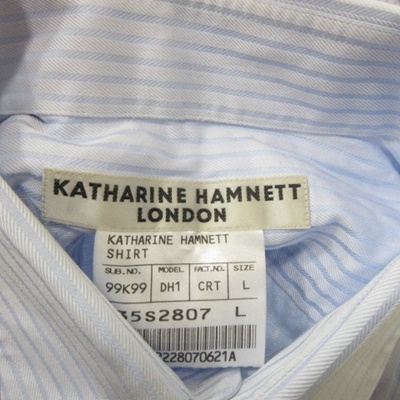 KATHARINE HAMNETT
LONDON
KATHARINE HAMNETT
SHIRT
SUB.NO. MODEL FACT.NO. SIZE
99K99 DH1 CRT L
35S2807 L
228070621A